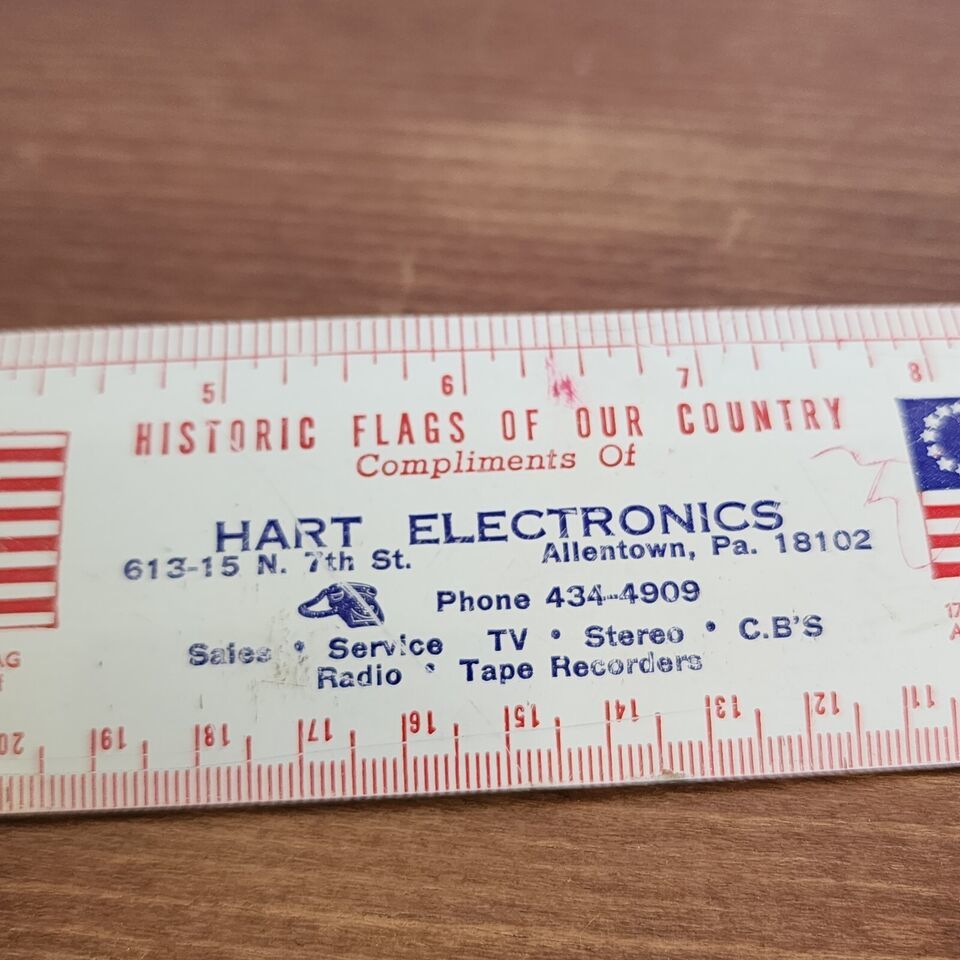 5 6 7 8
HISTORIC FLAGS OF OUR COUNTRY
Compliments Of
HART ELECTRONICS
613-15 N. 7th St. Allentown, Pa. 18102
Phone 434-4909
Sales • Service TV • Stereo • C.B'S
Radio • Tape Recorders
20 19 18 17 16 15 14 13 12 11